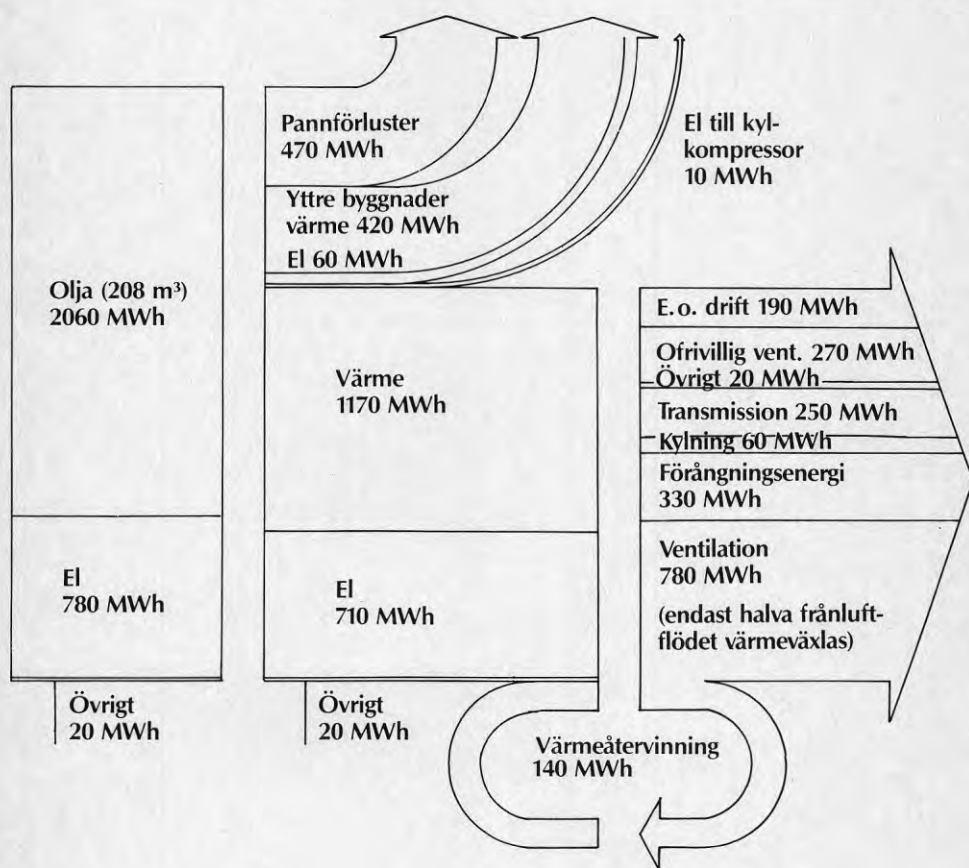 Olja (208 m³)
2060 MWh
El
780 MWh
Övrigt
20 MWh
Pannförluster
470 MWh
Yttre byggnader
värme 420 MWh
El 60 MWh
El till kyl-
kompressor
10 MWh
Värme
1170 MWh
El
710 MWh
Övrigt
20 MWh
E.o. drift 190 MWh
Ofrivillig vent. 270 MWh
Övrigt 20 MWh
Transmission 250 MWh
Kylning 60 MWh
Förångningsenergi
330 MWh
Ventilation
780 MWh
(endast halva frånluft-
flödet värmeväxlas)
Värmeåtervinning
140 MWh